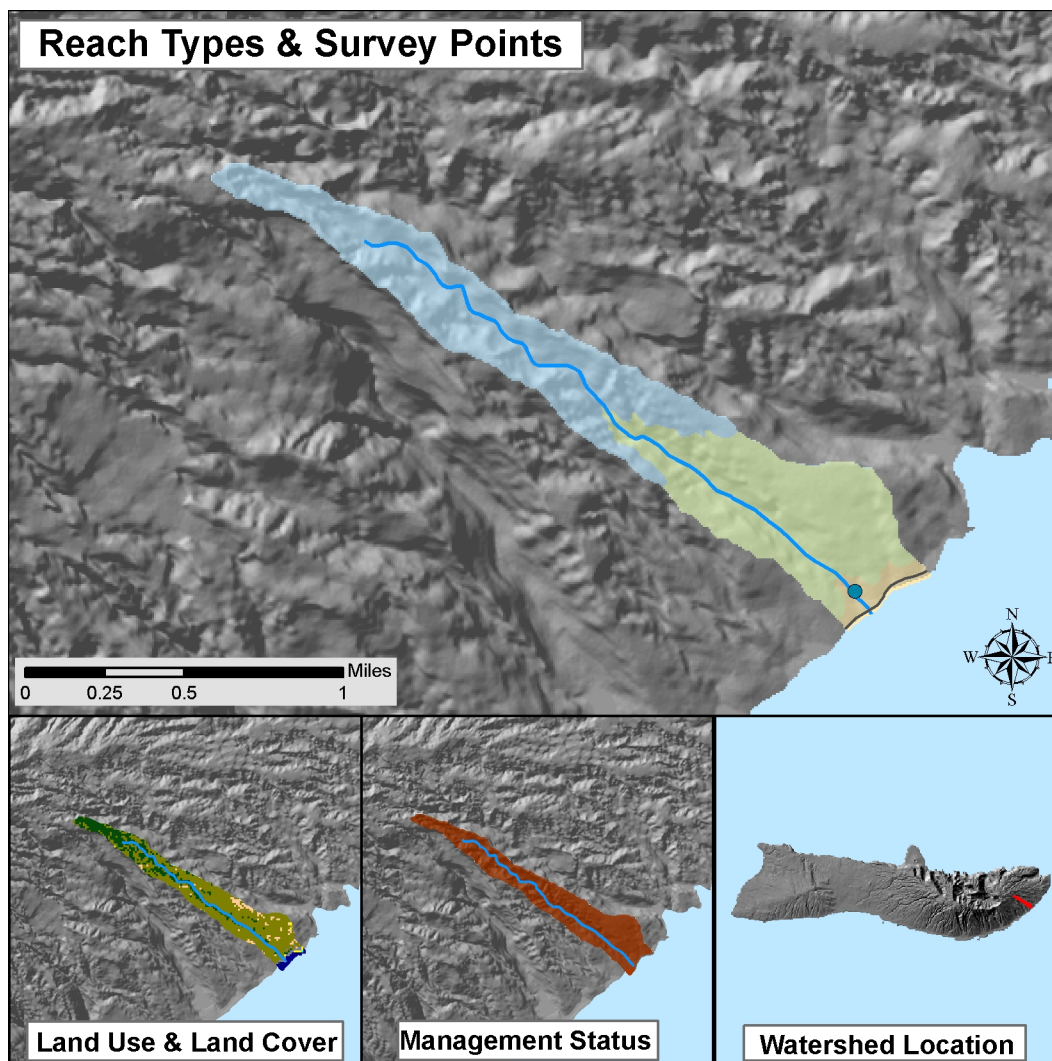 Reach Types & Survey Points
N
W
E
S
Miles
0 0.25 0.5 1
Land Use & Land Cover
Management Status
Watershed Location